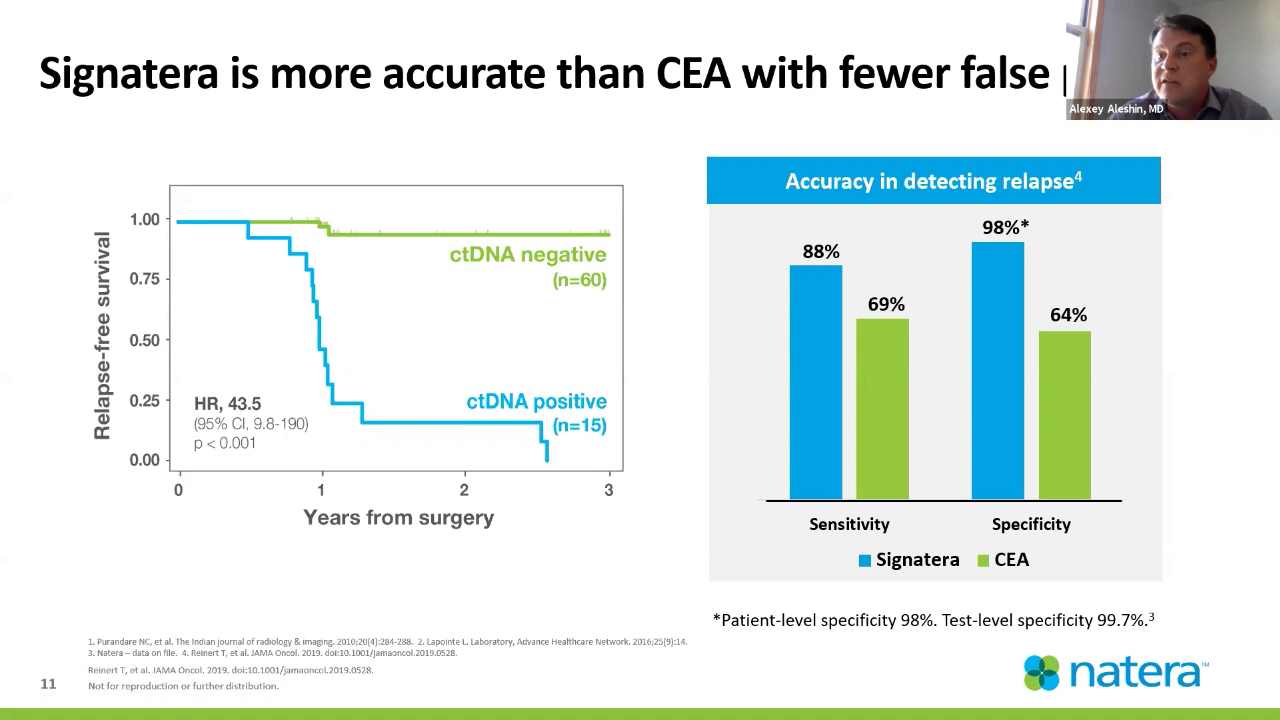 Signatera is more accurate than CEA with fewer false
Alexey Aleshin, MD
1.00
0.75
0.50
0.25
0.00
Relapse-free survival
ctDNA negative
(n=60)
ctDNA positive
(n=15)
HR, 43.5
(95% CI, 9.8-190)
p < 0.001
0 1 2 3
Years from surgery
Accuracy in detecting relapse4
88%
69%
98%*
64%
Sensitivity Specificity
Signatera CEA
*Patient-level specificity 98%. Test-level specificity 99.7%.3
1. Purandare NC, et al. The Indian journal of radiology & imaging. 2010;20(4):284-288. 2. Lapointe L. Laboratory, Advance Healthcare Network. 2016;25(9):14.
3. Natera – data on file. 4. Reinert T, et al. JAMA Oncol. 2019. doi:10.1001/jamaoncol.2019.0528.
Reinert T, et al. JAMA Oncol. 2019. doi:10.1001/jamaoncol.2019.0528.
11
Not for reproduction or further distribution.
natera™